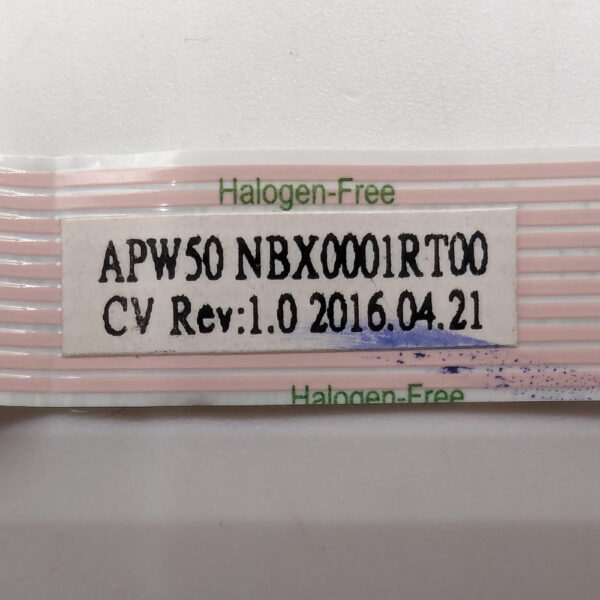 Halogen-Free
APW50 NBX0001RT00
CV Rev:1.0 2016.04.21
Halogen-Free